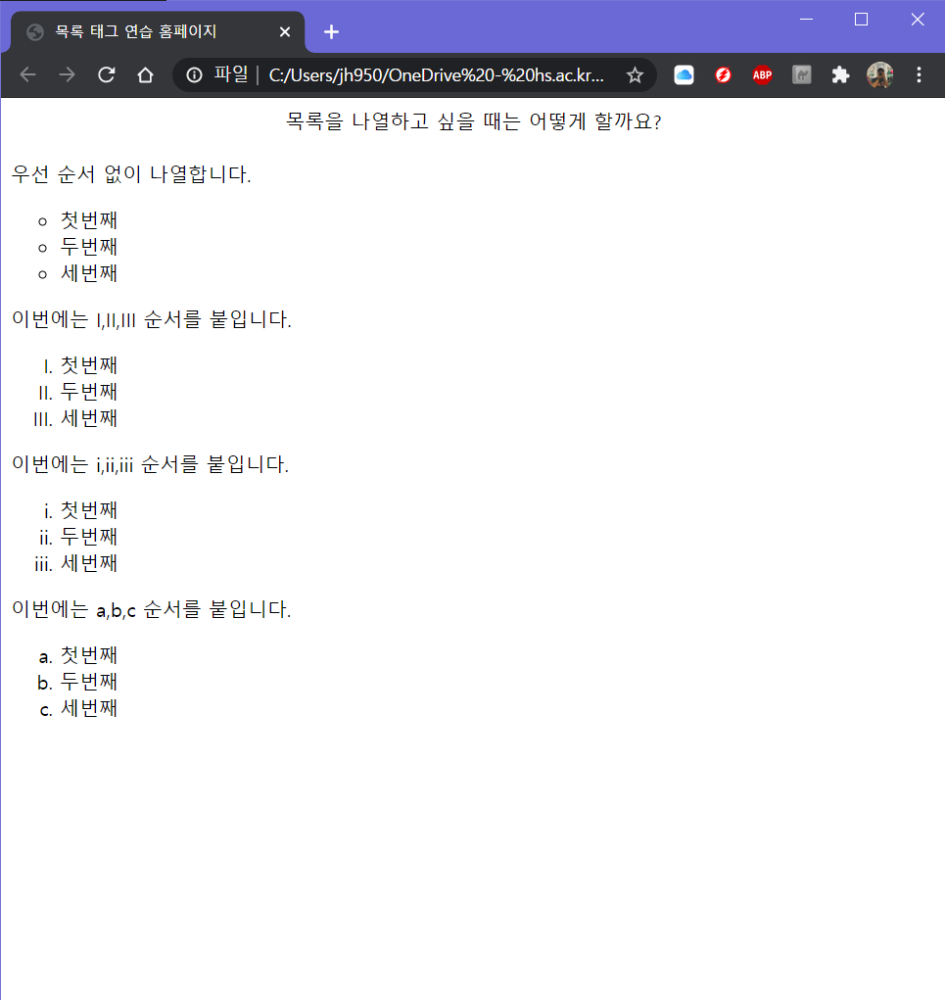 목록 태그 연습 홈페이지
파일 | C:/Users/jh950/OneDrive%20-%20hs.ac.kr...
ABP
목록을 나열하고 싶을 때는 어떻게 할까요?
우선 순서 없이 나열합니다.
첫번째
두번째
세번째
이번에는 I,II,III 순서를 붙입니다.
I. 첫번째
II. 두번째
III. 세번째
이번에는 i,ii,iii 순서를 붙입니다.
i. 첫번째
ii. 두번째
iii. 세번째
이번에는 a,b,c 순서를 붙입니다.
a. 첫번째
b. 두번째
c. 세번째